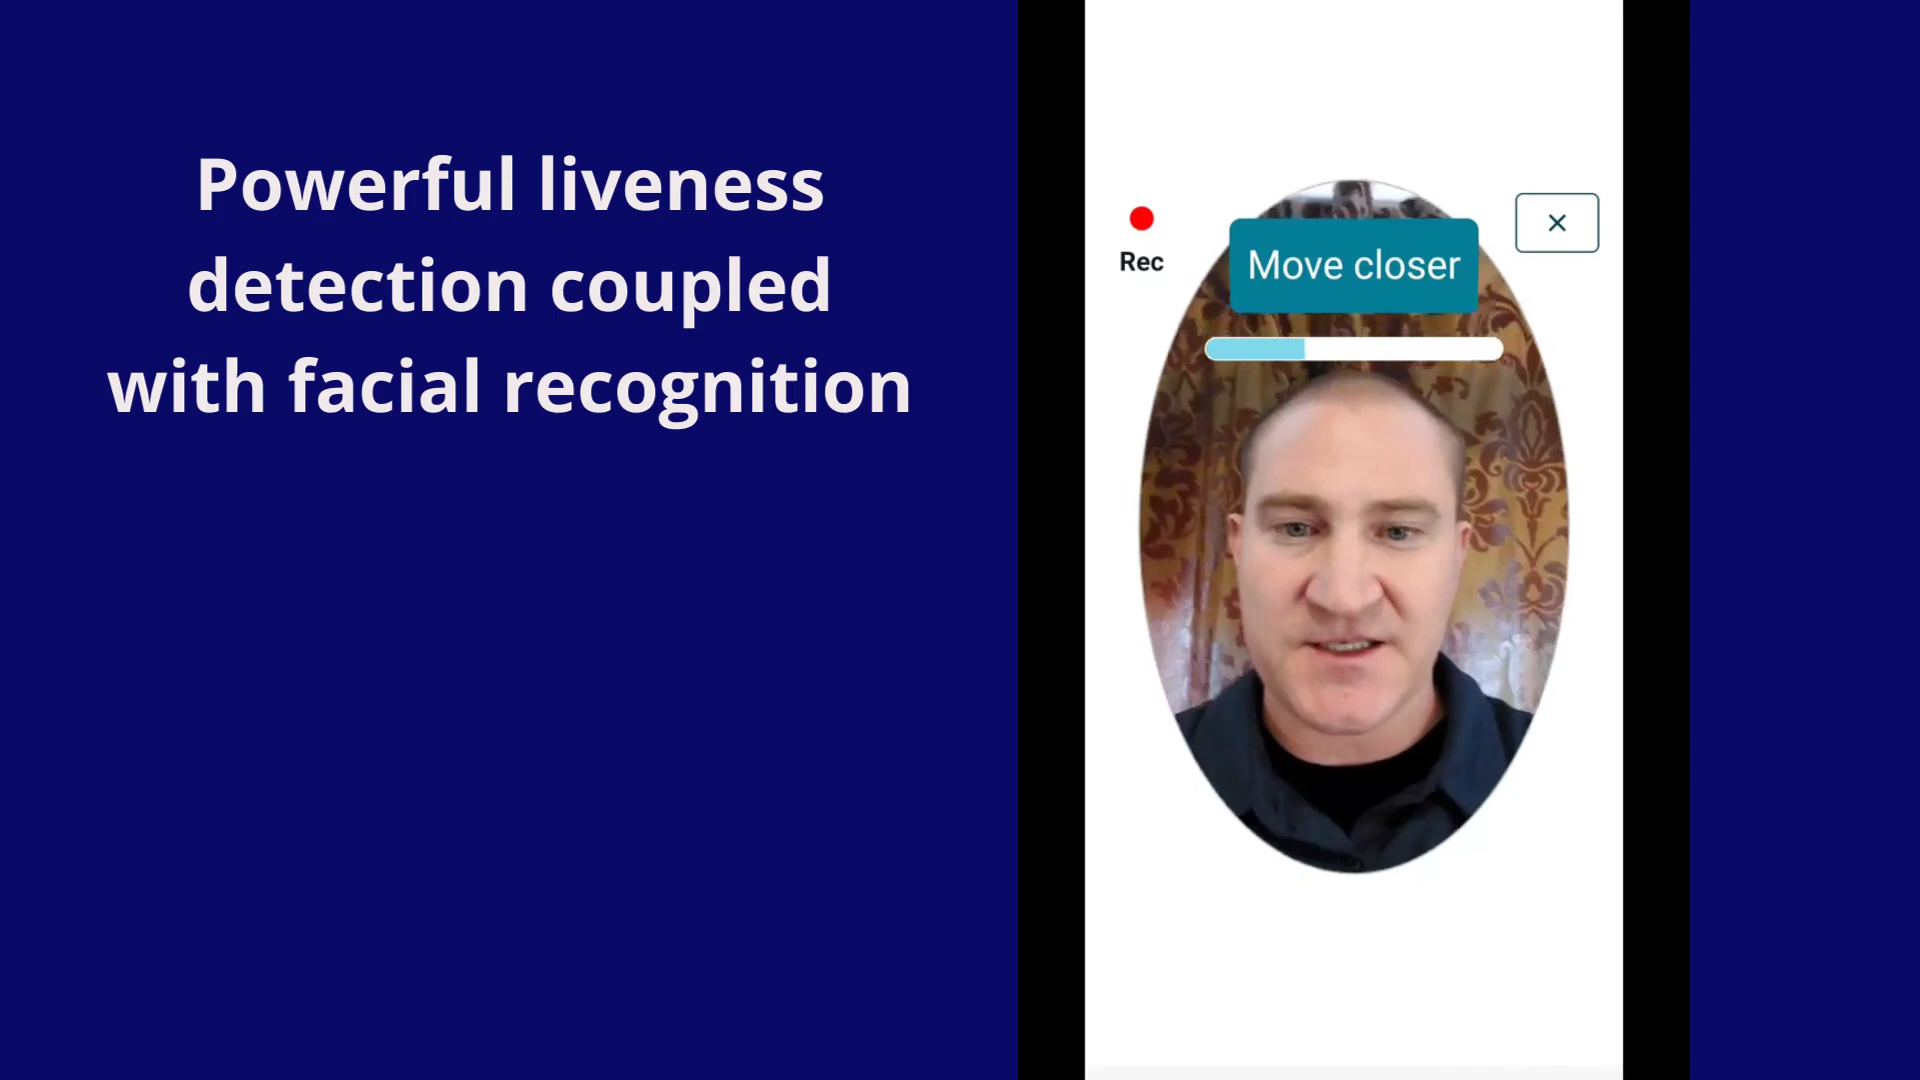 Powerful liveness
detection coupled
with facial recognition
Rec
Move closer